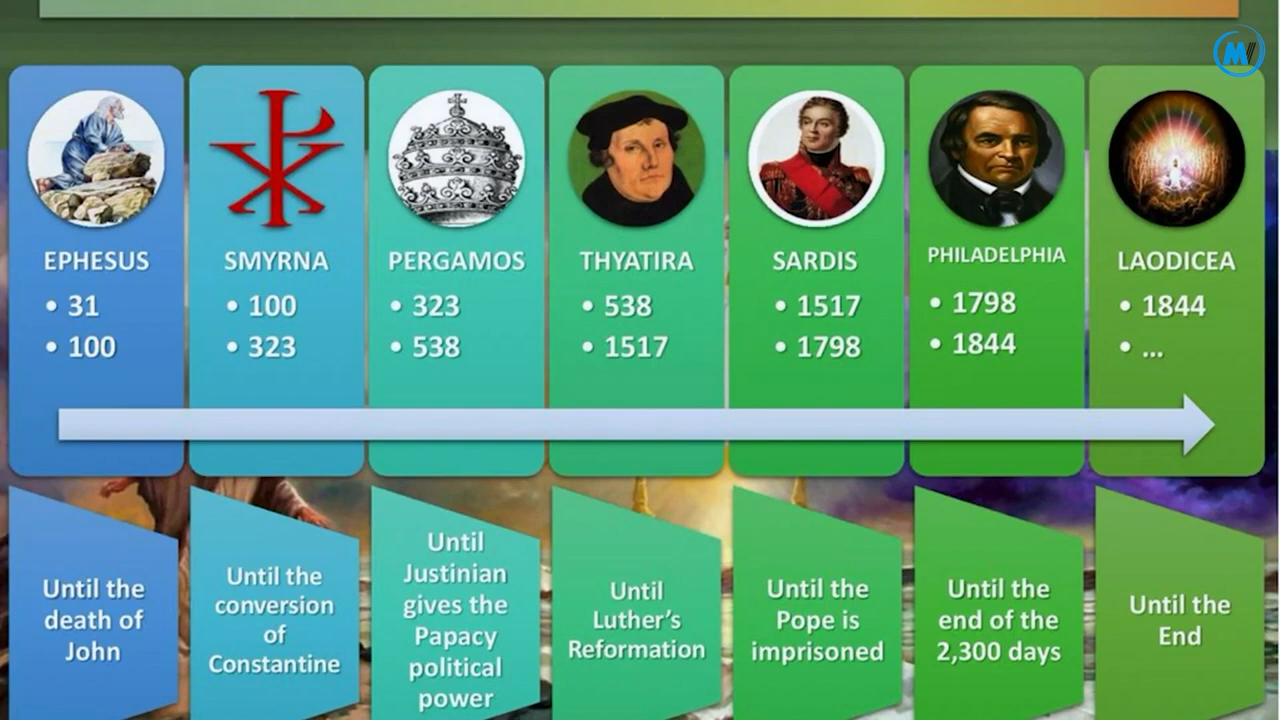 MV
EPHESUS
• 31
• 100
SMYRNA
• 100
• 323
PERGAMOS
• 323
• 538
THYATIRA
• 538
• 1517
SARDIS
• 1517
• 1798
PHILADELPHIA
• 1798
• 1844
LAODICEA
• 1844
• ...
Until the
death of
John
Until the
conversion
of
Constantine
Until
Justinian
gives the
Papacy
political
power
Until
Luther’s
Reformation
Until the
Pope is
imprisoned
Until the
end of the
2,300 days
Until the
End